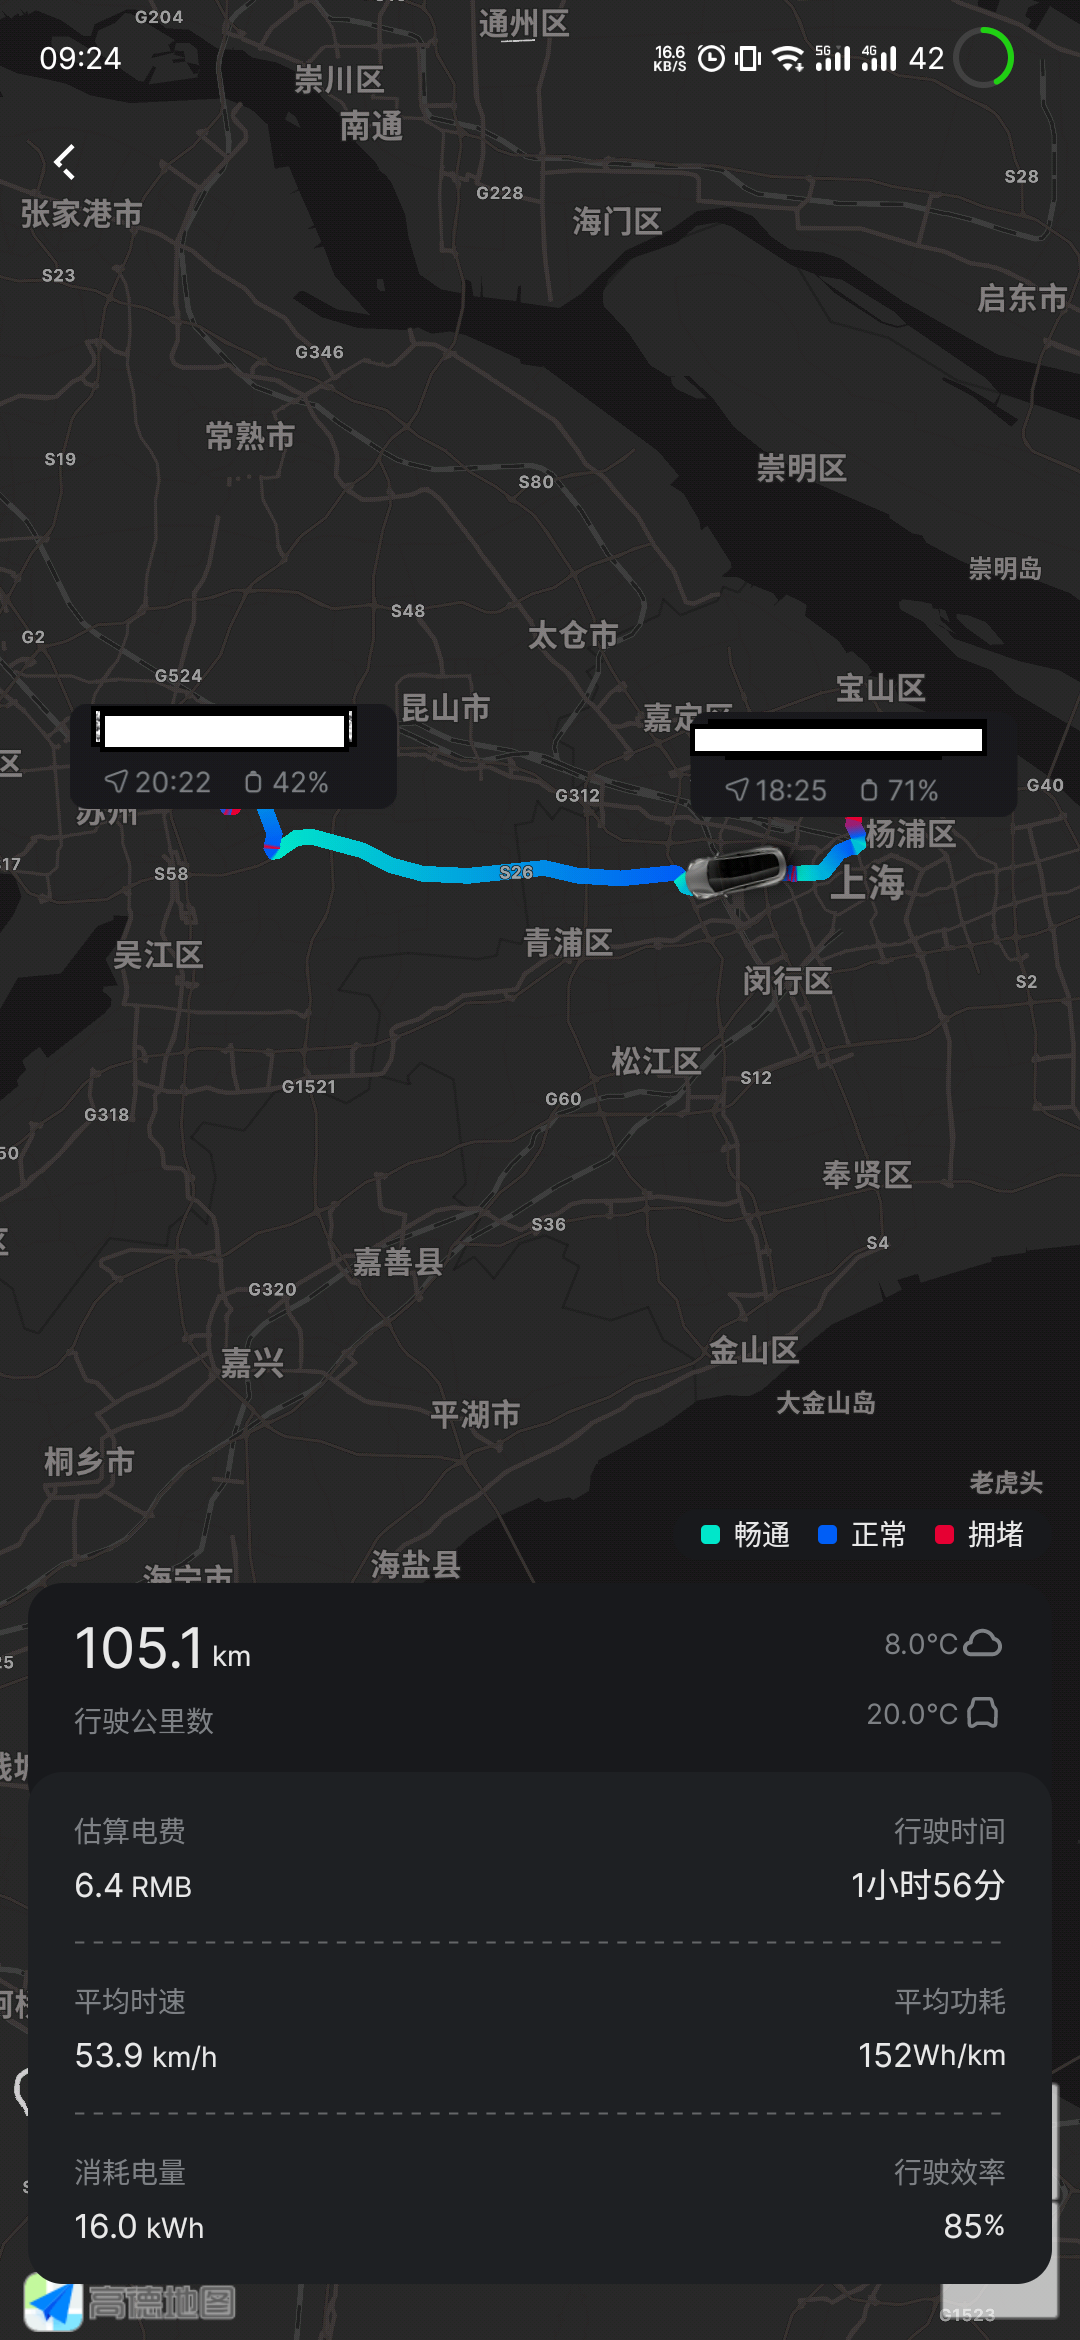 G204
通州区
09:24
16.6
KB/S
5G
4G
42
崇川区
南通
S28
G228
张家港市
海门区
S23
启东市
G346
常熟市
S19
崇明区
S80
崇明岛
S48
G2
太仓市
G524
宝山区
昆山市
嘉定区
区
20:22 42%
18:25 71%
G40
G312
苏州
杨浦区
S58
S26
上海
吴江区
青浦区
闵行区
S2
松江区
S12
G1521
G60
G318
奉贤区
S36
S4
嘉善县
G320
金山区
嘉兴
大金山岛
平湖市
桐乡市
老虎头
畅通 正常 拥堵
海宁市
海盐县
105.1 km
8.0°C
行驶公里数
20.0°C
估算电费 行驶时间
6.4 RMB 1小时56分
平均时速 平均功耗
53.9 km/h 152Wh/km
消耗电量 行驶效率
16.0 kWh 85%
高德地图
G1523